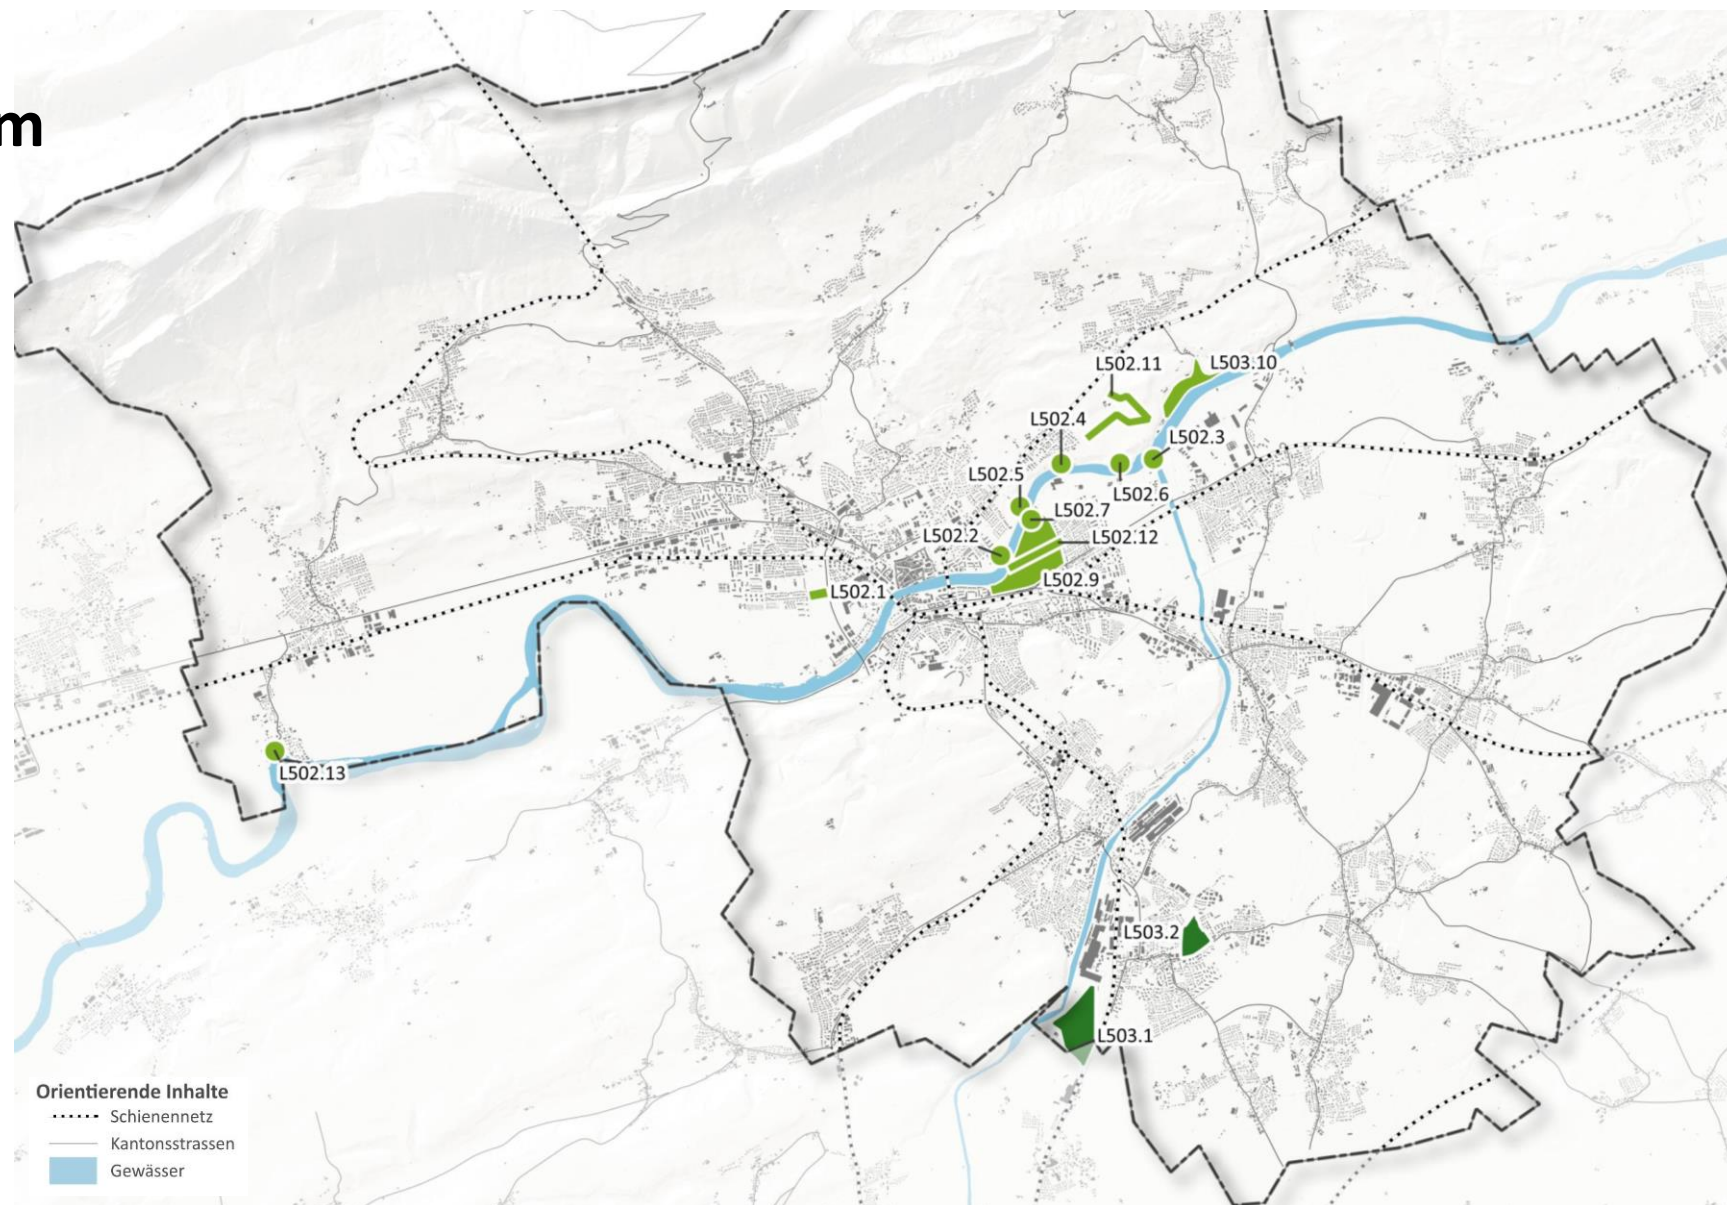 m
L502.11
L503.10
L502.4
L502.3
L502.5
L502.6
L502.7
L502.2
L502.12
L502.9
L502.1
L502.13
L503.2
L503.1
Orientierende Inhalte
Schienennetz
Kantonsstrassen
Gewässer